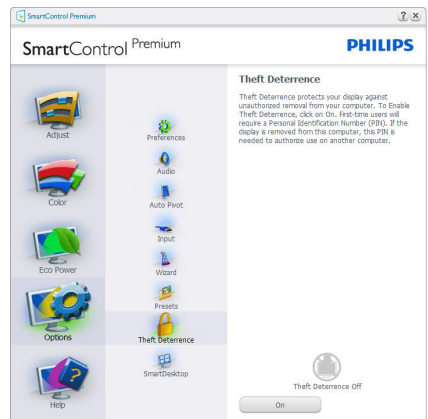 SmartControl Premium
SmartControl Premium
PHILIPS
Adjust
Color
Eco Power
Options
Help
Preferences
Audio
Auto Pivot
Input
Wizard
Presets
Theft Deterrence
SmartDesktop
Theft Deterrence
Theft Deterrence protects your display against
unauthorized removal from your computer. To Enable
Theft Deterrence, click on On. First-time users will
require a Personal Identification Number (PIN). If the
display is removed from this computer, this PIN is
needed to authorize use on another computer.
Theft Deterrence Off
On